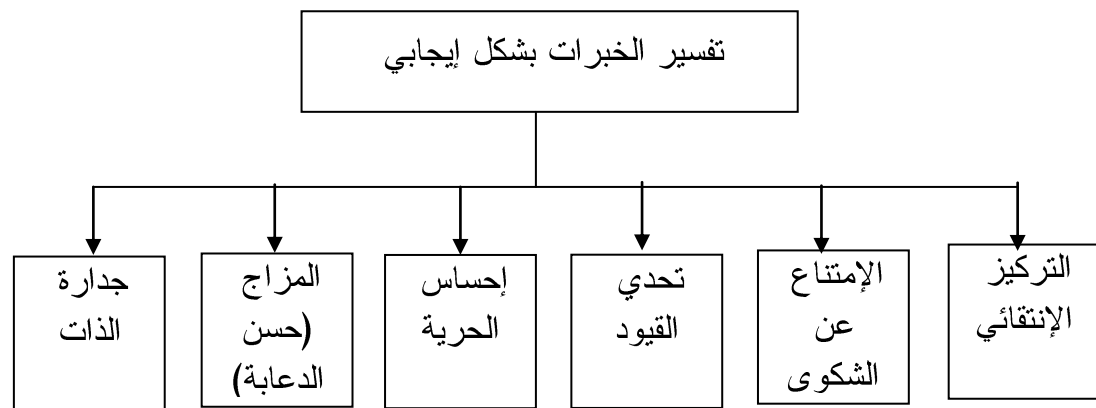 تفسير الخبرات بشكل إيجابي
التركيز
الإنتقائي
الإمتناع
عن
الشكوى
تحدي
القيود
إحساس
الحرية
المزاج
(حسن
الدعابة)
جدارة
الذات